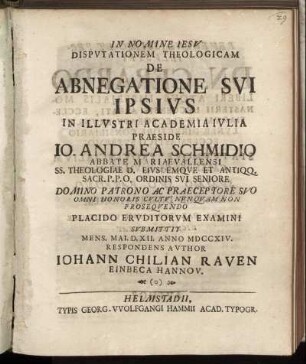 IN NOMINE IESV
DISPVTATIONEM THEOLOGICAM
DE
ABNEGATIONE SVI
IPSIVS
IN ILLVSTRI ACADEMIA IVLIA
PRAESIDE
IO. ANDREA SCHMIDIO
ABBATE MARIAEVALLENSI
SS. THEOLOGIAE D. EIVSDEMQVE ET ANTIQQ.
SACR. P. P. O. ORDINIS SVI SENIORE,
DOMINO PATRONO AC PRAECEPTORE SVO
OMNI HONORIS CVLTV NVNQVAM NON
PROSEQVENDO
PLACIDO ERVDITORVM EXAMINI
SVBMITTIT
MENS. MAI. D. XII. ANNO MDCCXIV.
RESPONDENS AVTHOR
IOHANN CHILIAN RAVEN
EINBECA HANNOV.
(o)
HELMSTADII,
TYPIS GEORG-VVOLFGANGI HAMMII ACAD. TYPOGR.